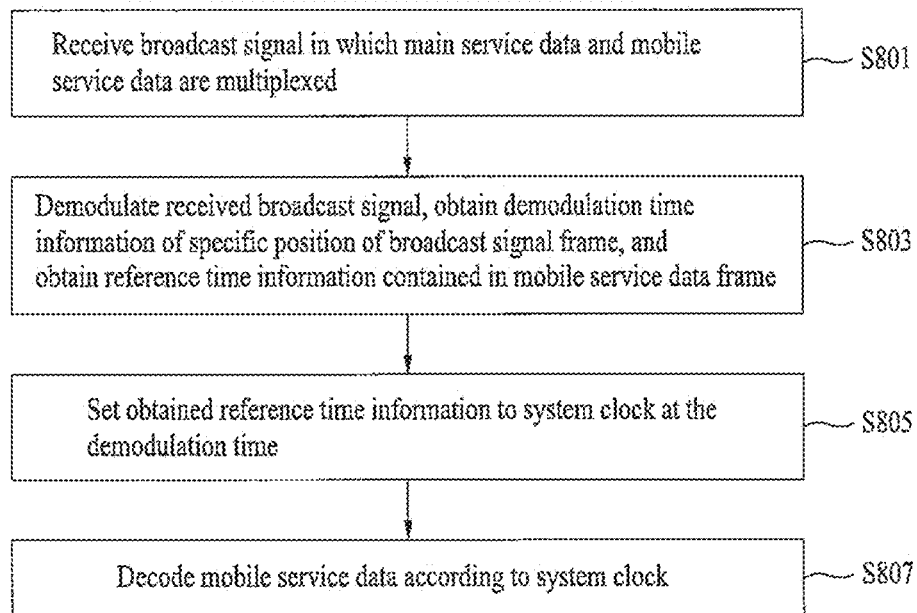 Receive broadcast signal in which main service data and mobile
service data are multiplexed
S801
Demodulate received broadcast signal, obtain demodulation time
information of specific position of broadcast signal frame, and
obtain reference time information contained in mobile service data frame
S803
Set obtained reference time information to system clock at the
demodulation time
S805
Decode mobile service data according to system clock
S807